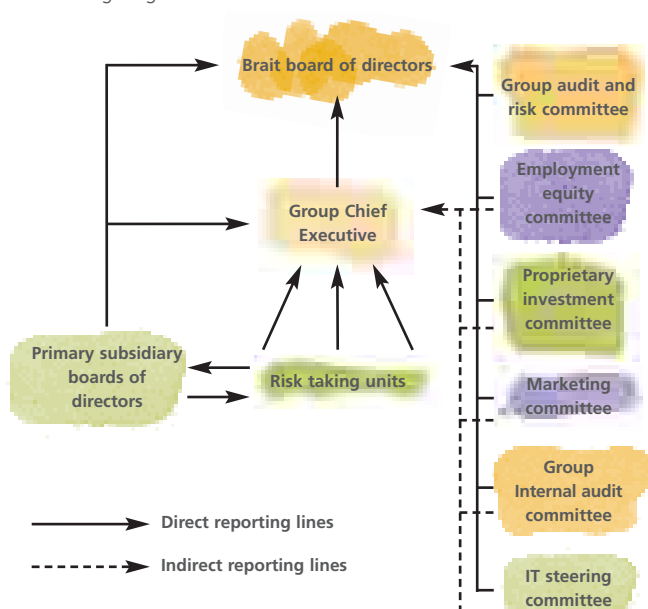 Brait board of directors
Group audit and
risk committee
Employment
equity
committee
Group Chief
Executive
Proprietary
investment
committee
Primary subsidiary
boards of
directors
Risk taking units
Marketing
committee
Group
Internal audit
committee
Direct reporting lines
Indirect reporting lines
IT steering
committee